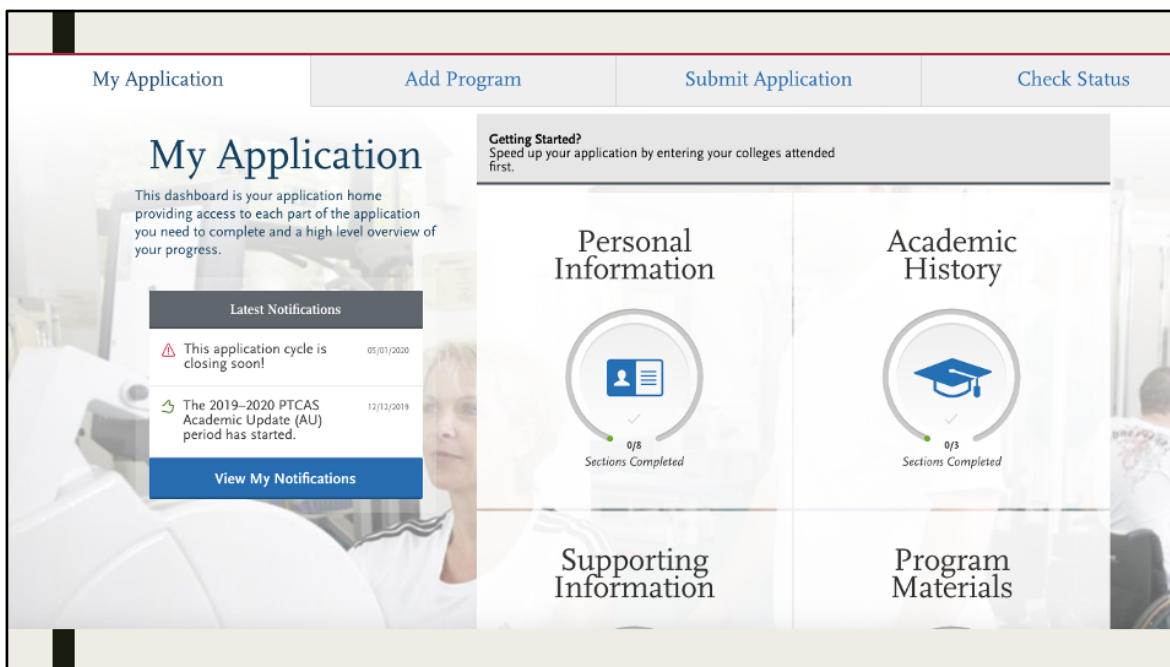 My Application
Add Program
Submit Application
Check Status
My Application
This dashboard is your application home
providing access to each part of the application
you need to complete and a high level overview of
your progress.
Latest Notifications
This application cycle is
closing soon!
05/01/2020
The 2019–2020 PTCAS
Academic Update (AU)
period has started.
12/12/2019
View My Notifications
Getting Started?
Speed up your application by entering your colleges attended
first.
Personal
Information
0/8
Sections Completed
Academic
History
0/3
Sections Completed
Supporting
Information
Program
Materials